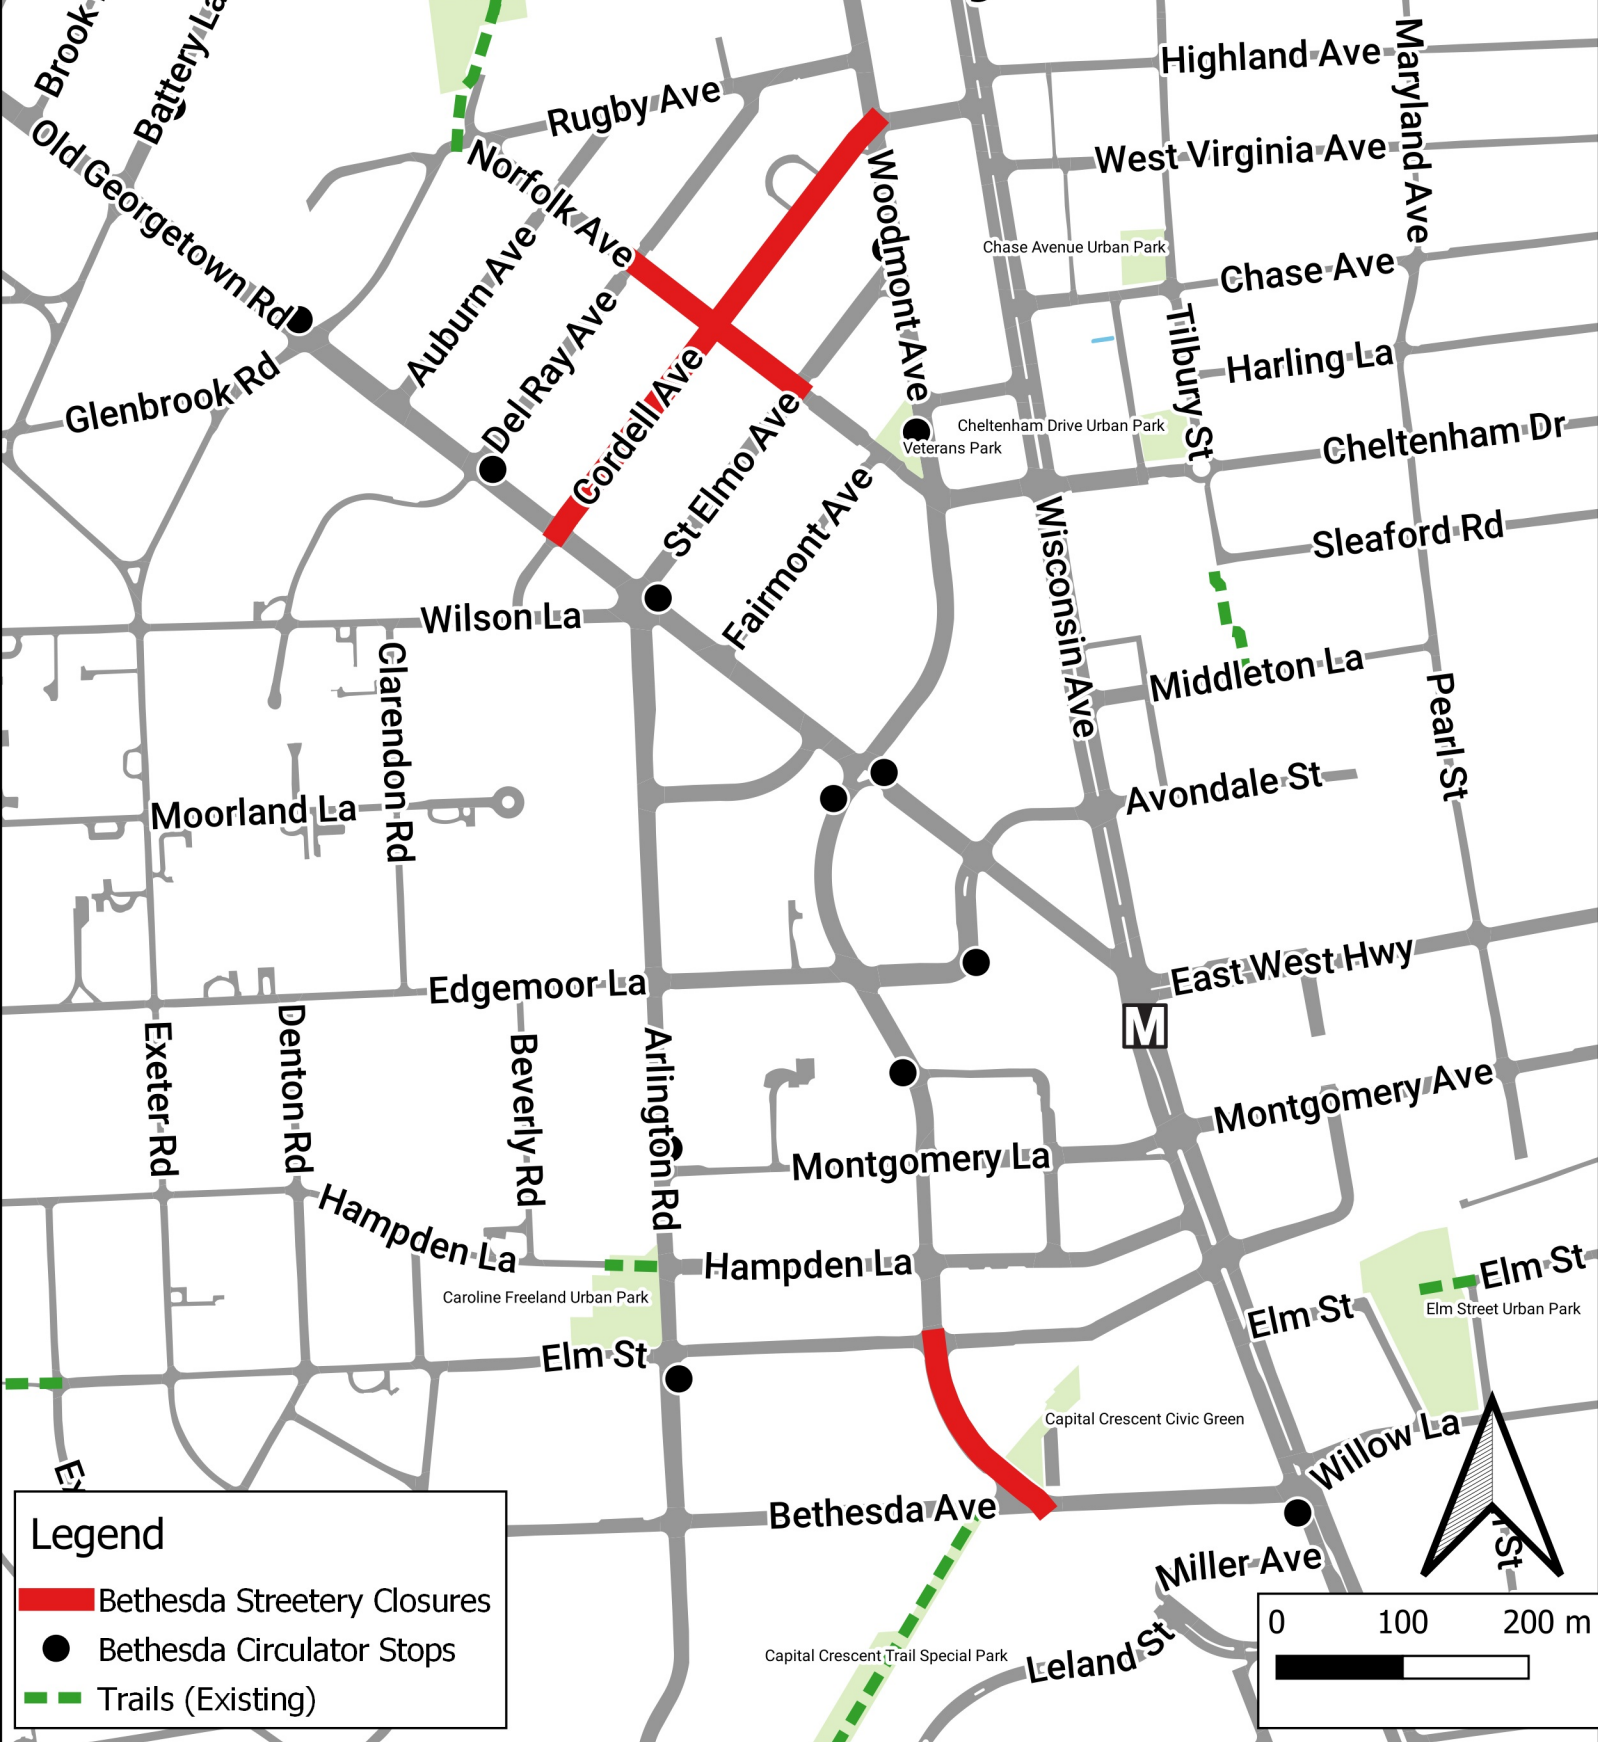 Brook
Battery La
Highland Ave
Maryland Ave
Rugby Ave
Old Georgetown Rd
Norfolk Ave
West Virginia Ave
Woodmont Ave
Chase Avenue Urban Park
Chase Ave
Auburn Ave
Del Ray Ave
Tilbury St
Harling La
Glenbrook Rd
Cordell Ave
St Elmo Ave
Cheltenham Drive Urban Park
Veterans Park
Cheltenham Dr
Fairmont Ave
Wisconsin Ave
Sleaford Rd
Wilson La
Clarendon Rd
Middleton La
Pearl St
Moorland La
Avondale St
Edgemoor La
East West Hwy
M
Exeter Rd
Denton Rd
Beverly Rd
Arlington Rd
Montgomery Ave
Montgomery La
Hampden La
Hampden La
Caroline Freeland Urban Park
Elm St
Elm St
Elm Street Urban Park
Elm St
Capital Crescent Civic Green
Willow La
Ex
Bethesda Ave
St
Miller Ave
Capital Crescent Trail Special Park
Leland St
Legend
Bethesda Streetery Closures
Bethesda Circulator Stops
Trails (Existing)
0 100 200 m